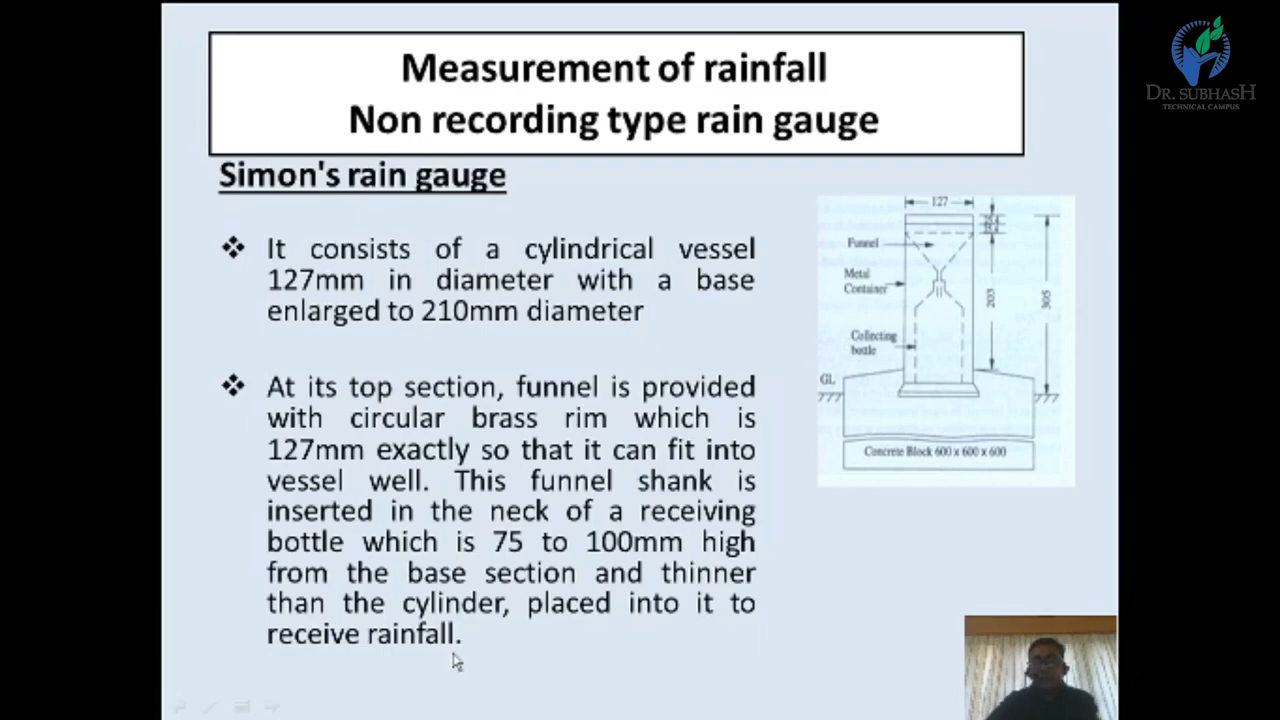 Measurement of rainfall
Non recording type rain gauge
DR. SUBHASH
TECHNICAL CAMPUS
Simon's rain gauge
❖ It consists of a cylindrical vessel
127mm in diameter with a base
enlarged to 210mm diameter
❖ At its top section, funnel is provided
with circular brass rim which is
127mm exactly so that it can fit into
vessel well. This funnel shank is
inserted in the neck of a receiving
bottle which is 75 to 100mm high
from the base section and thinner
than the cylinder, placed into it to
receive rainfall.
127
Funnel
Metal
Container
203
305
Collecting
bottle
GL
Concrete Block 600 x 600 x 600